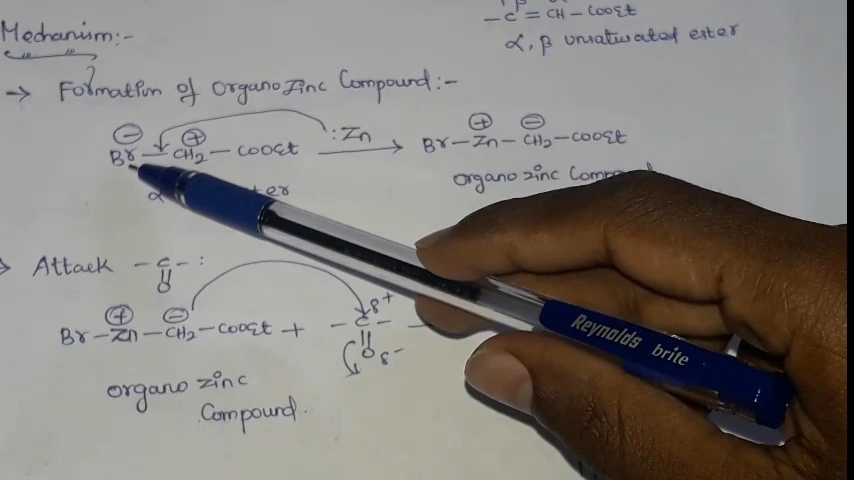 -C = CH - COOEt
α, β unsaturated ester
Mechanism:-
→ Formation of Organo Zinc Compound:-
Br - CH2 - COOEt :Zn → Br - Zn - CH2 - COOEt
organo zinc
Attack -C- :
O
Br - Zn - CH2 - COOEt + -C- δ+
O δ-
organo zinc
Compound.
Reynolds brite